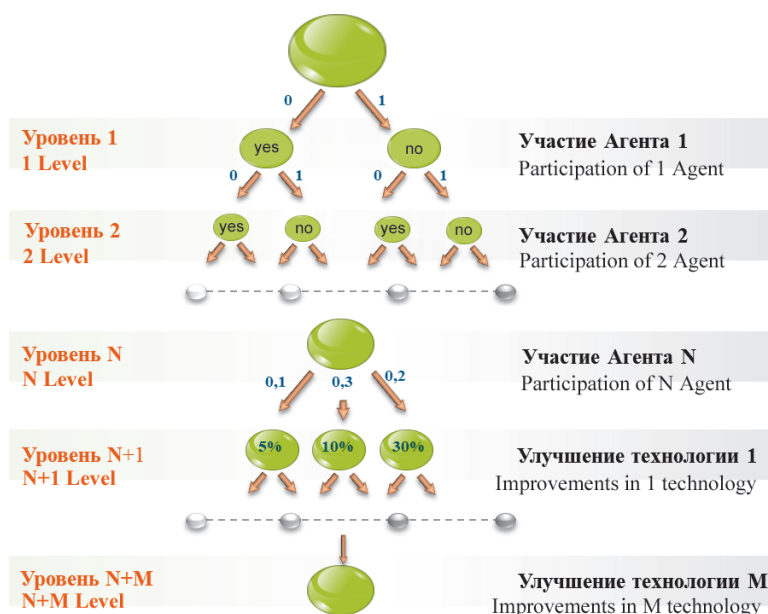 0 1
Уровень 1
1 Level
yes
no
Участие Агента 1
Participation of 1 Agent
0 1 0 1
Уровень 2
2 Level
yes
no
yes
no
Участие Агента 2
Participation of 2 Agent
Уровень N
N Level
Участие Агента N
Participation of N Agent
0,1 0,3 0,2
Уровень N+1
N+1 Level
5%
10%
30%
Улучшение технологии 1
Improvements in 1 technology
Уровень N+M
N+M Level
Улучшение технологии M
Improvements in M technology